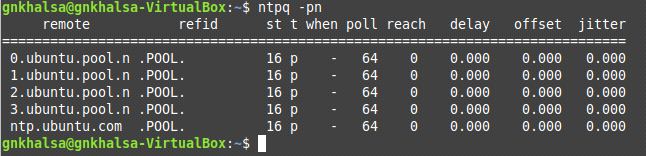 gnkhalsa@gnkhalsa-VirtualBox:~$ ntpq -pn
     remote           refid      st t when poll reach   delay   offset  jitter
==============================================================================
 0.ubuntu.pool.n .POOL.          16 p    -   64    0    0.000    0.000   0.000
 1.ubuntu.pool.n .POOL.          16 p    -   64    0    0.000    0.000   0.000
 2.ubuntu.pool.n .POOL.          16 p    -   64    0    0.000    0.000   0.000
 3.ubuntu.pool.n .POOL.          16 p    -   64    0    0.000    0.000   0.000
 ntp.ubuntu.com  .POOL.          16 p    -   64    0    0.000    0.000   0.000
gnkhalsa@gnkhalsa-VirtualBox:~$